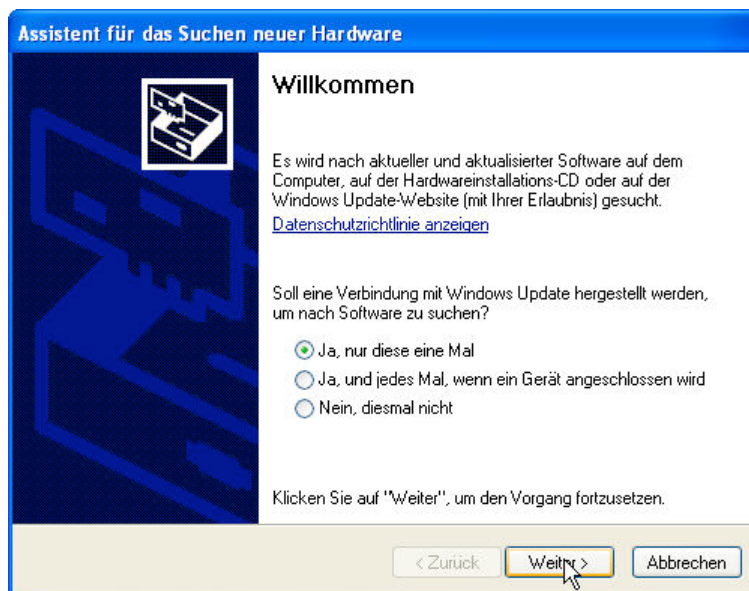 Assistent für das Suchen neuer Hardware
Willkommen
Es wird nach aktueller und aktualisierter Software auf dem
Computer, auf der Hardwareinstallations-CD oder auf der
Windows Update-Website (mit Ihrer Erlaubnis) gesucht.
Datenschutzrichtlinie anzeigen
Soll eine Verbindung mit Windows Update hergestellt werden,
um nach Software zu suchen?
Ja, nur diese eine Mal
Ja, und jedes Mal, wenn ein Gerät angeschlossen wird
Nein, diesmal nicht
Klicken Sie auf "Weiter", um den Vorgang fortzusetzen.
< Zurück Weiter > Abbrechen